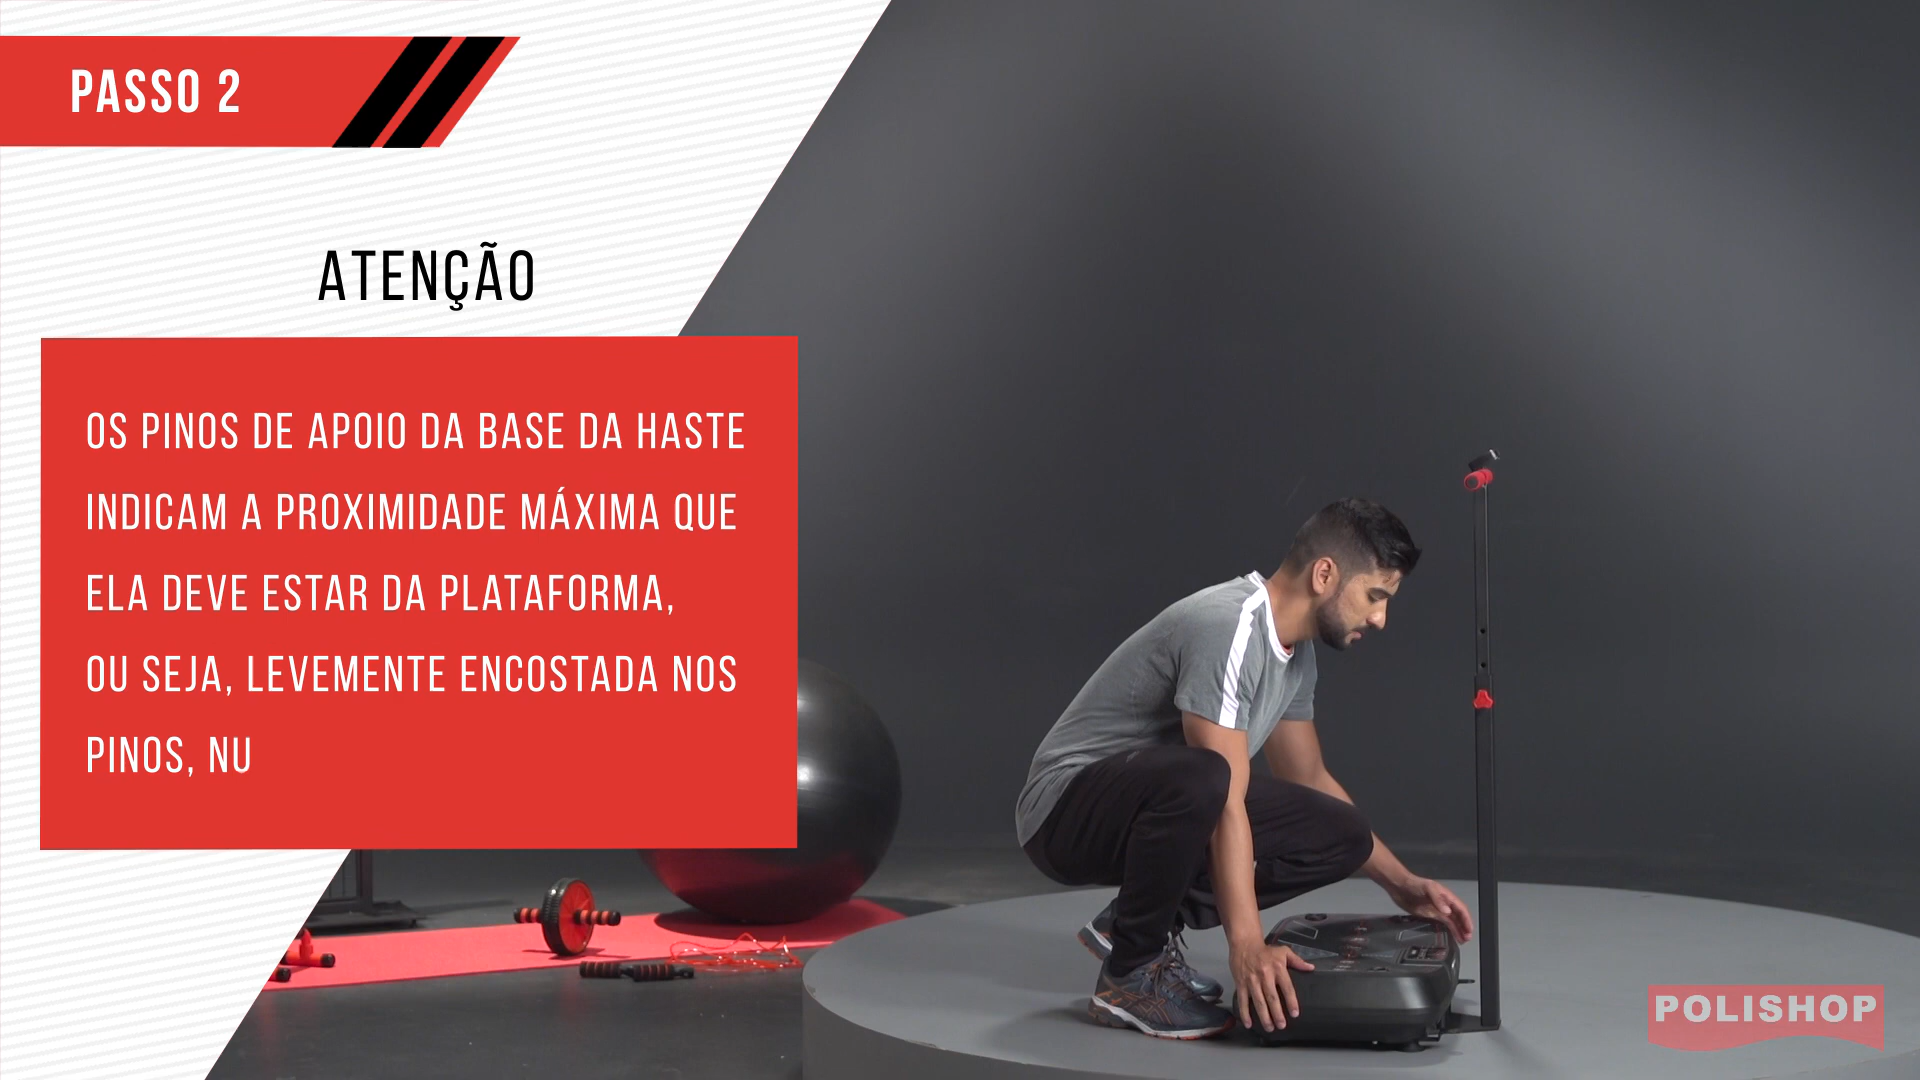 PASSO 2
ATENÇÃO
OS PINOS DE APOIO DA BASE DA HASTE
INDICAM A PROXIMIDADE MÁXIMA QUE
ELA DEVE ESTAR DA PLATAFORMA,
OU SEJA, LEVEMENTE ENCOSTADA NOS
PINOS, NU
POLISHOP